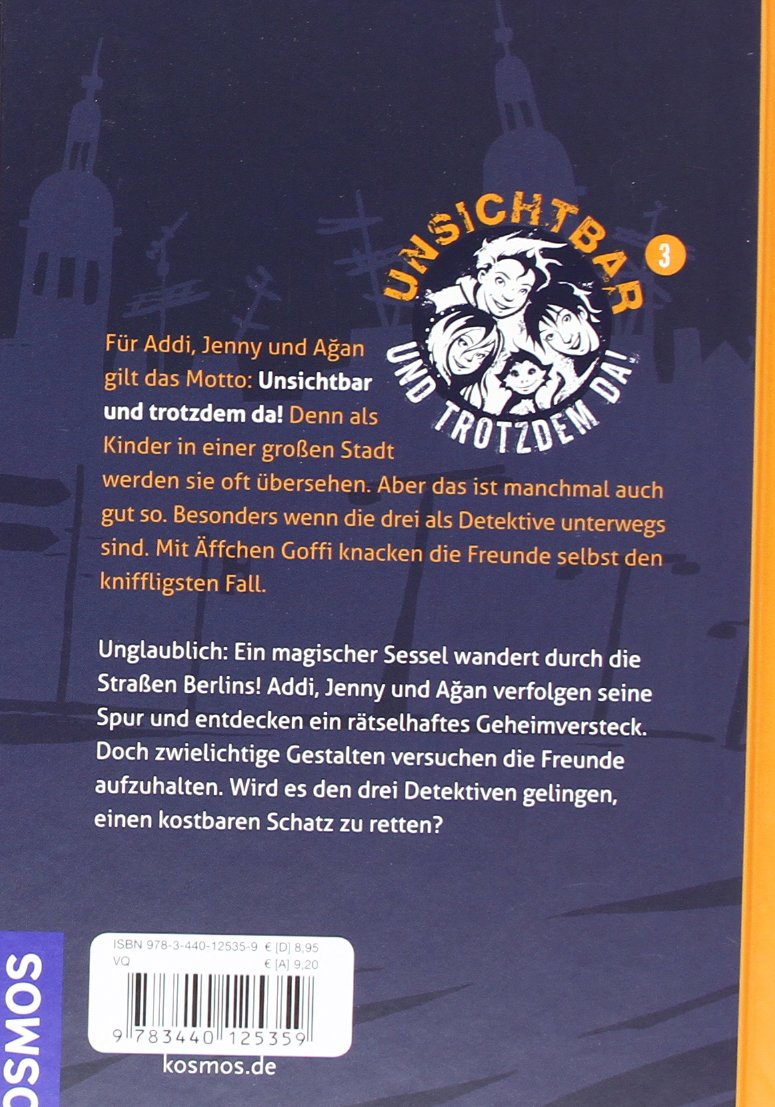 UNSICHTBAR
3
UND TROTZDEM DA!
Für Addi, Jenny und Ağan
gilt das Motto: Unsichtbar
und trotzdem da! Denn als
Kinder in einer großen Stadt
werden sie oft übersehen. Aber das ist manchmal auch
gut so. Besonders wenn die drei als Detektive unterwegs
sind. Mit Äffchen Goffi knacken die Freunde selbst den
kniffligsten Fall.
Unglaublich: Ein magischer Sessel wandert durch die
Straßen Berlins! Addi, Jenny und Ağan verfolgen seine
Spur und entdecken ein rätselhaftes Geheimversteck.
Doch zwielichtige Gestalten versuchen die Freunde
aufzuhalten. Wird es den drei Detektiven gelingen,
einen kostbaren Schatz zu retten?
KOSMOS
ISBN 978-3-440-12535-9 € [D] 8,95
VQ € [A] 9,20
9 783440 125359
kosmos.de